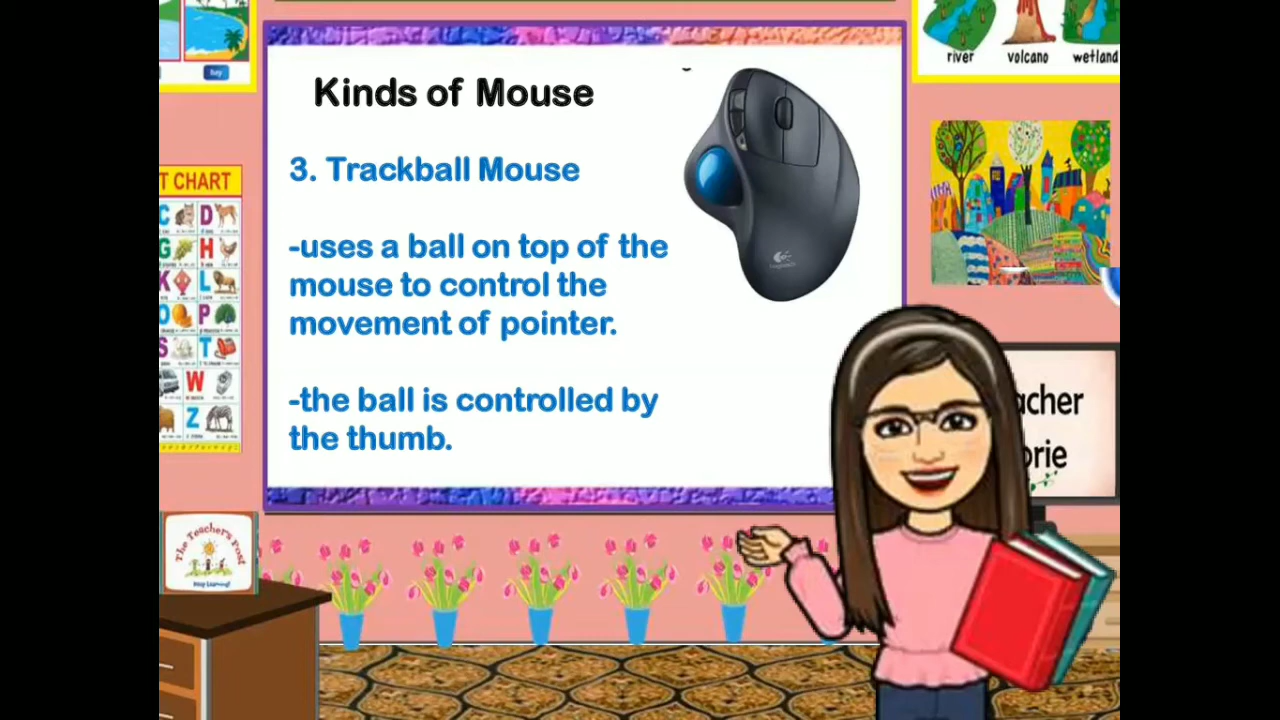 bay
river
volcano
wetland
Kinds of Mouse
3. Trackball Mouse
-uses a ball on top of the
mouse to control the
movement of pointer.
-the ball is controlled by
the thumb.
T CHART
C
D
G
H
K
L
O
P
S
T
W
Z
acher
orie
The Teacher's Post